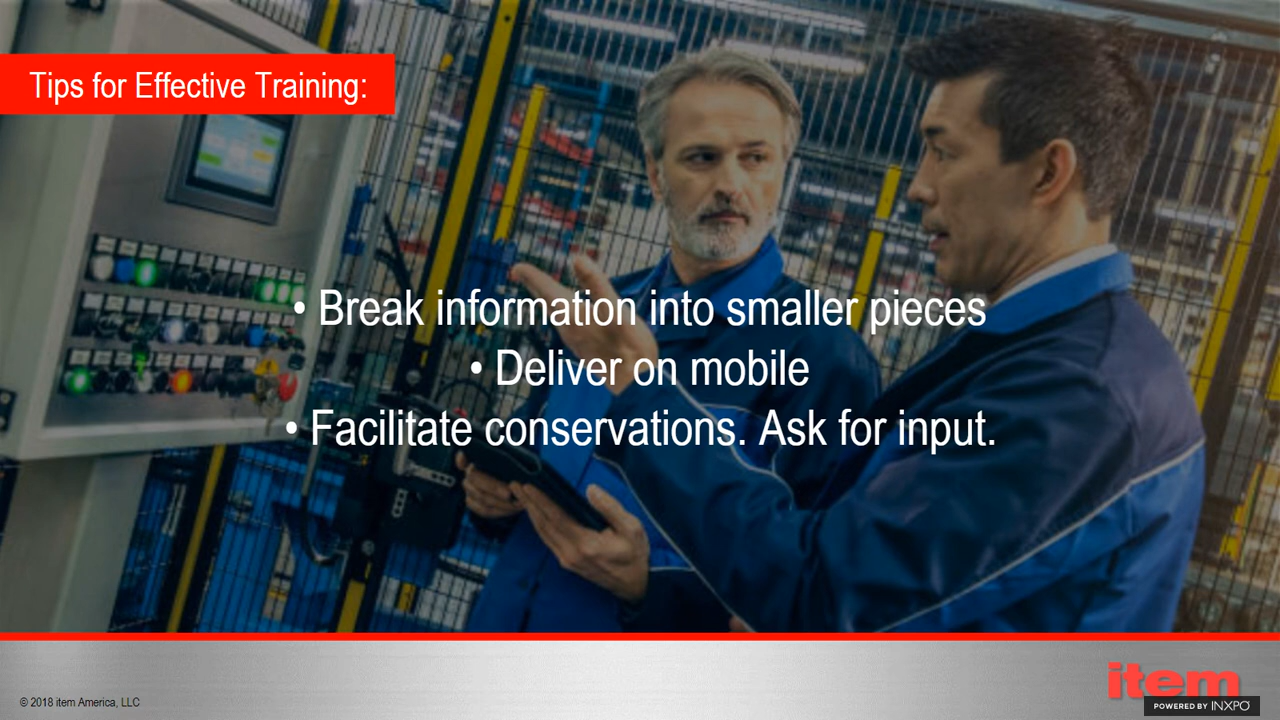 Tips for Effective Training:
• Break information into smaller pieces
• Deliver on mobile
• Facilitate conservations. Ask for input.
item
© 2018 item America, LLC
POWERED BY INXPO